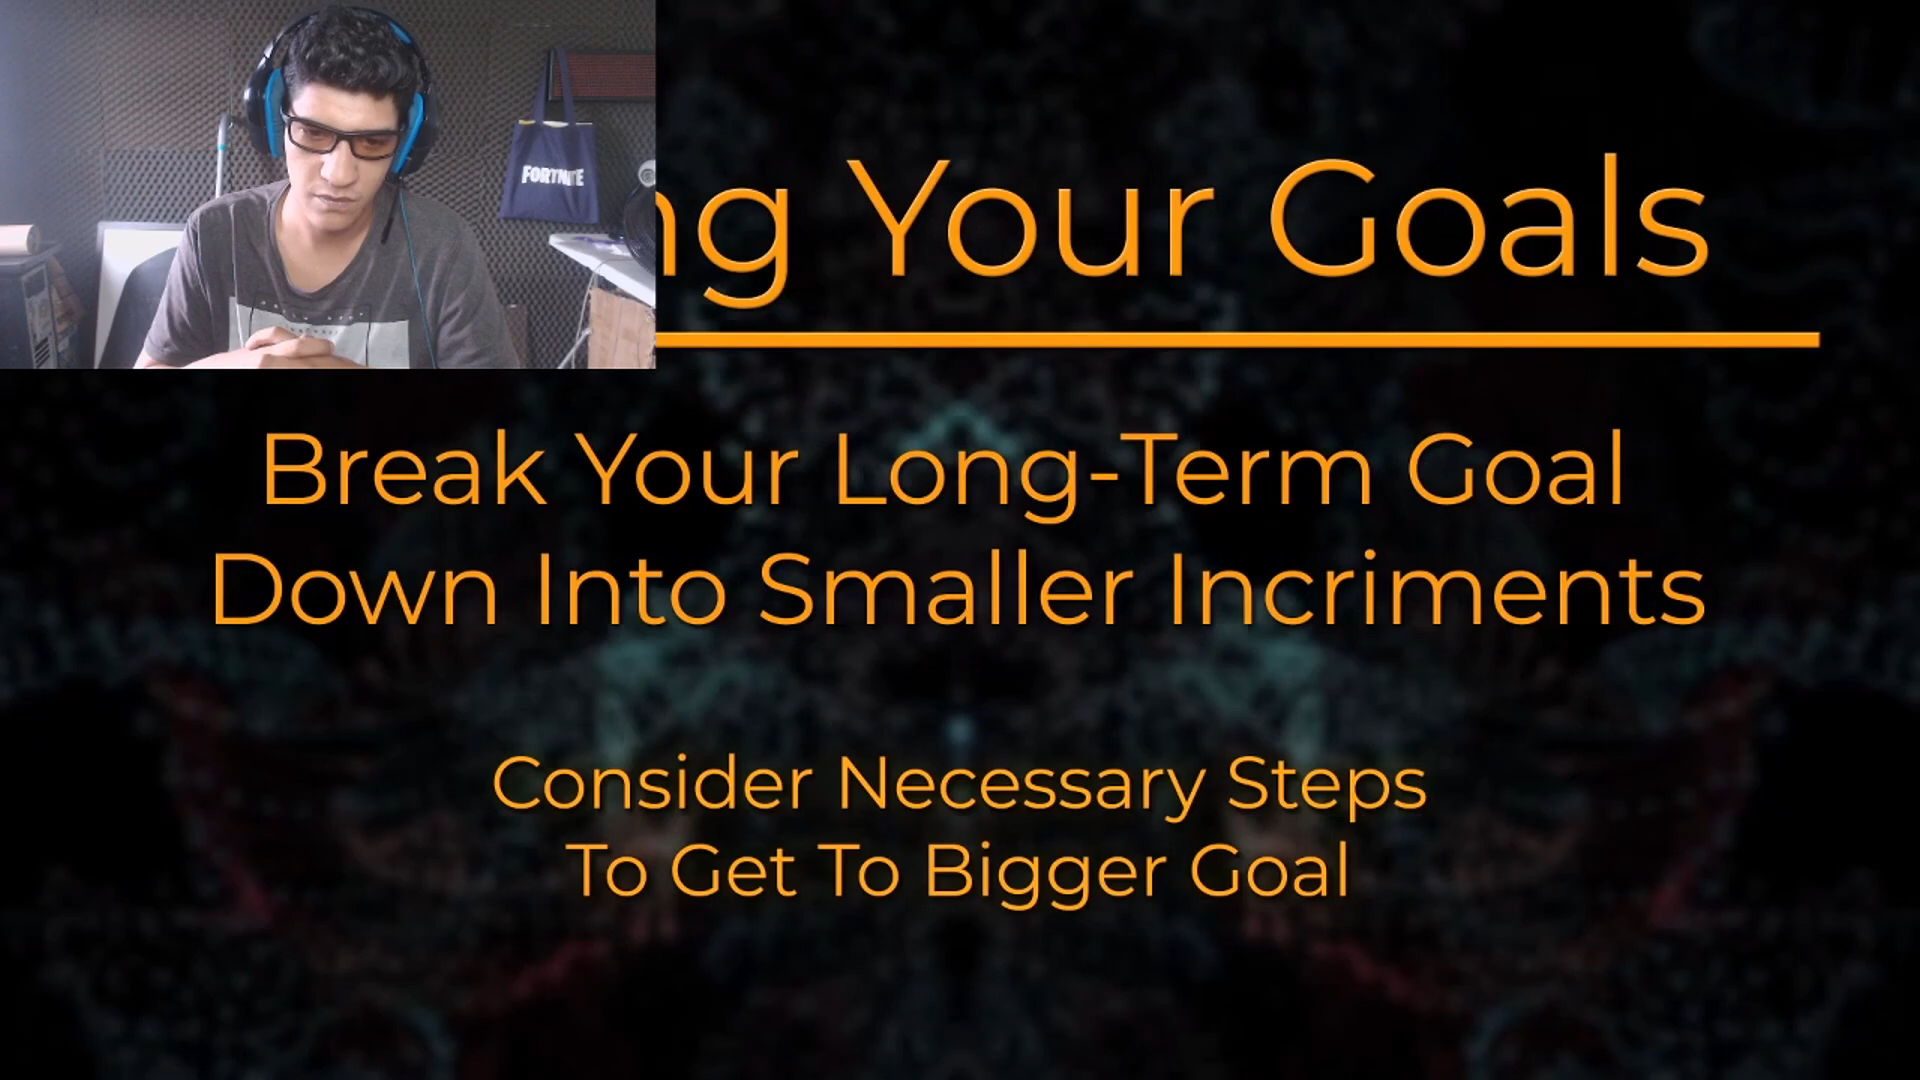 FORTNITE
ng Your Goals
Break Your Long-Term Goal
Down Into Smaller Incriments
Consider Necessary Steps
To Get To Bigger Goal